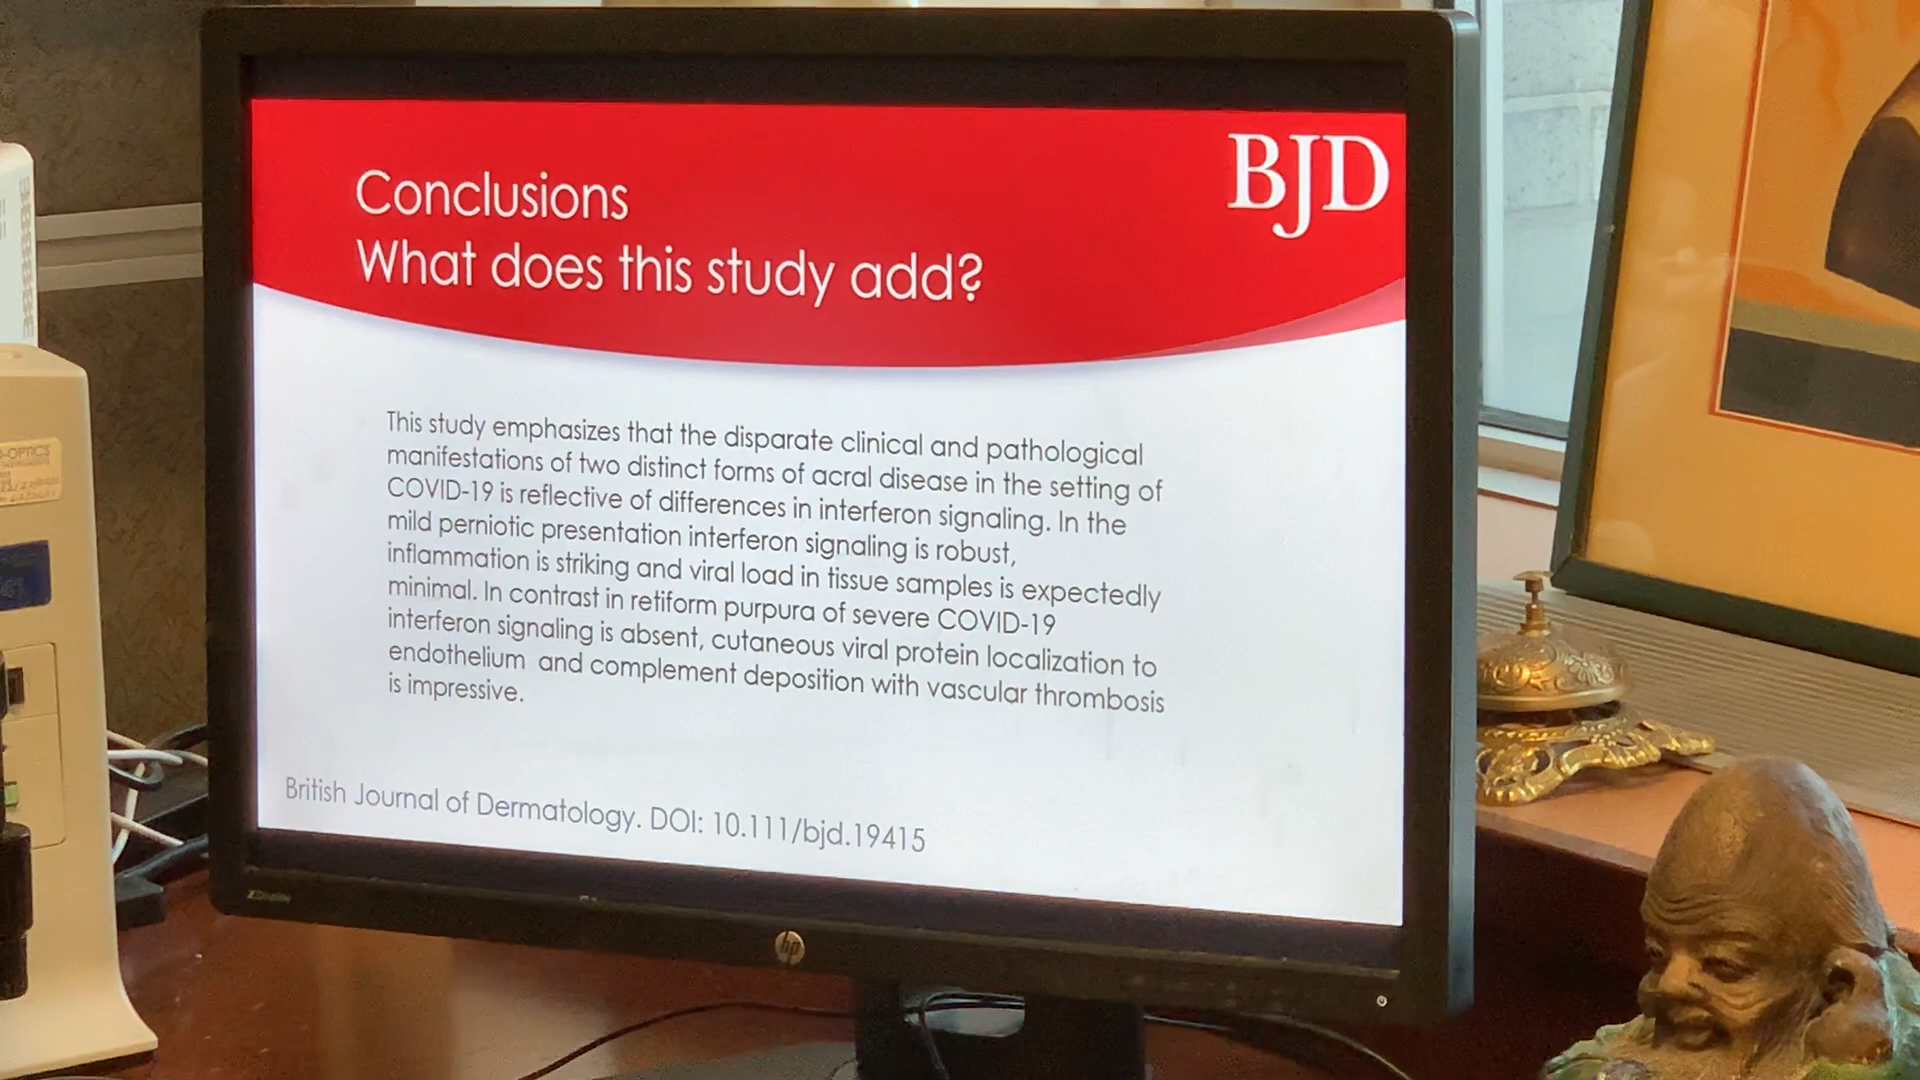 BJD
Conclusions
What does this study add?
This study emphasizes that the disparate clinical and pathological
manifestations of two distinct forms of acral disease in the setting of
COVID-19 is reflective of differences in interferon signaling. In the
mild perniotic presentation interferon signaling is robust,
inflammation is striking and viral load in tissue samples is expectedly
minimal. In contrast in retiform purpura of severe COVID-19
interferon signaling is absent, cutaneous viral protein localization to
endothelium and complement deposition with vascular thrombosis
is impressive.
British Journal of Dermatology. DOI: 10.111/bjd.19415
hp